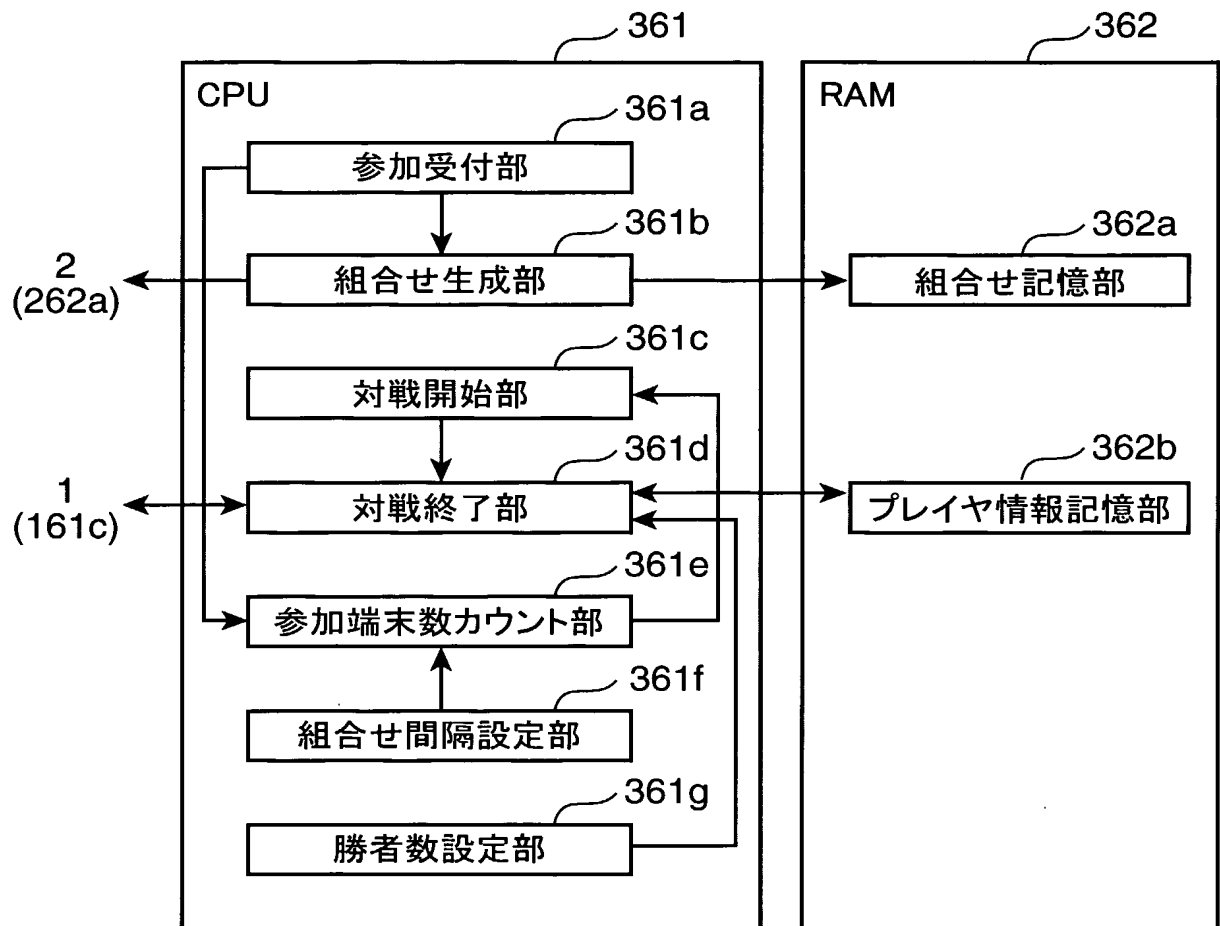 361
362
CPU
RAM
361a
参加受付部
361b
362a
2
(262a)
組合せ生成部
組合せ記憶部
361c
対戦開始部
361d
362b
1
(161c)
対戦終了部
プレイヤ情報記憶部
361e
参加端末数カウント部
361f
組合せ間隔設定部
361g
勝者数設定部